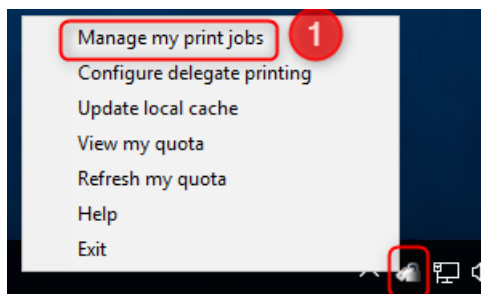 Manage my print jobs
1
Configure delegate printing
Update local cache
View my quota
Refresh my quota
Help
Exit